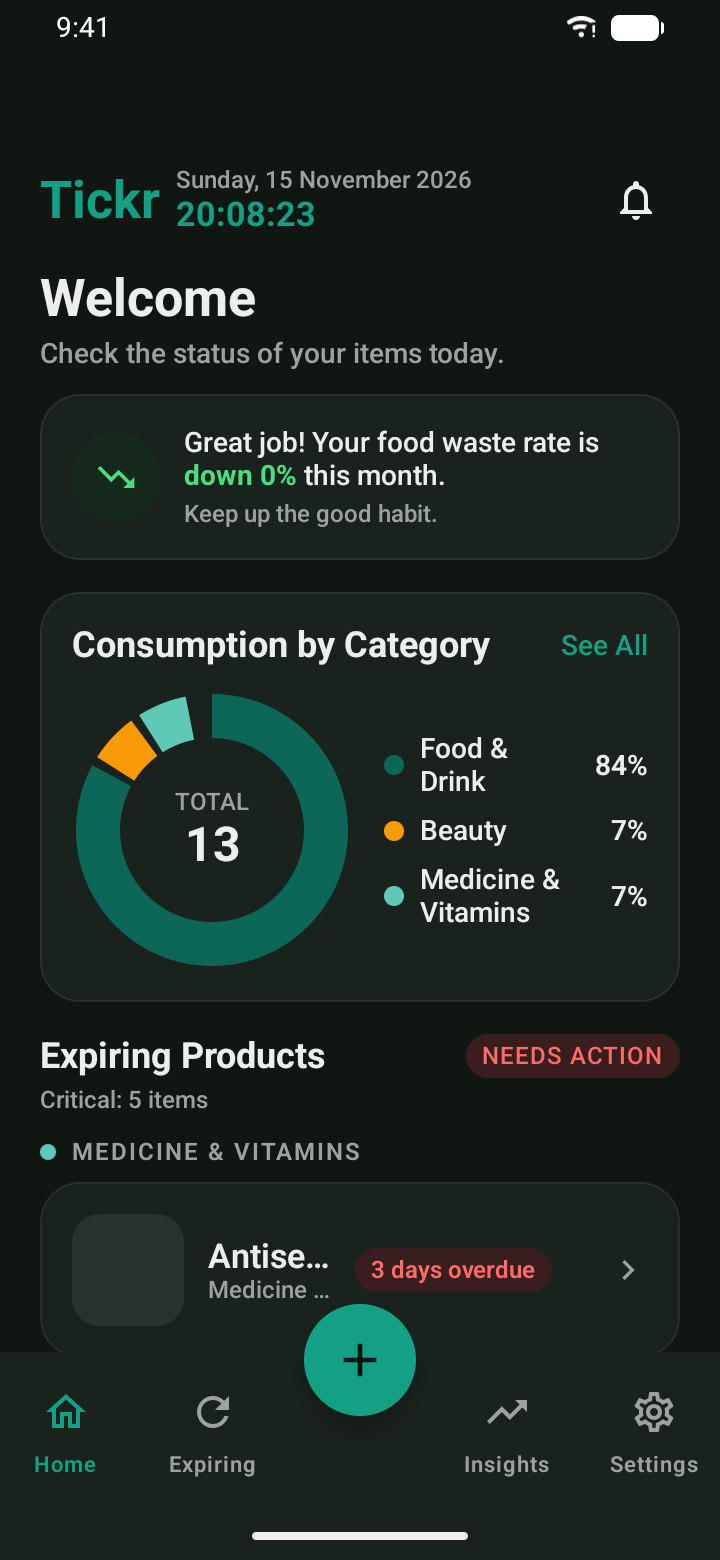 9:41
Tickr
Sunday, 15 November 2026
20:08:23
Welcome
Check the status of your items today.
Great job! Your food waste rate is
down 0% this month.
Keep up the good habit.
Consumption by Category
See All
TOTAL
13
Food &
Drink
84%
Beauty
7%
Medicine &
Vitamins
7%
Expiring Products
NEEDS ACTION
Critical: 5 items
MEDICINE & VITAMINS
Antise...
Medicine ...
3 days overdue
Home
Expiring
Insights
Settings